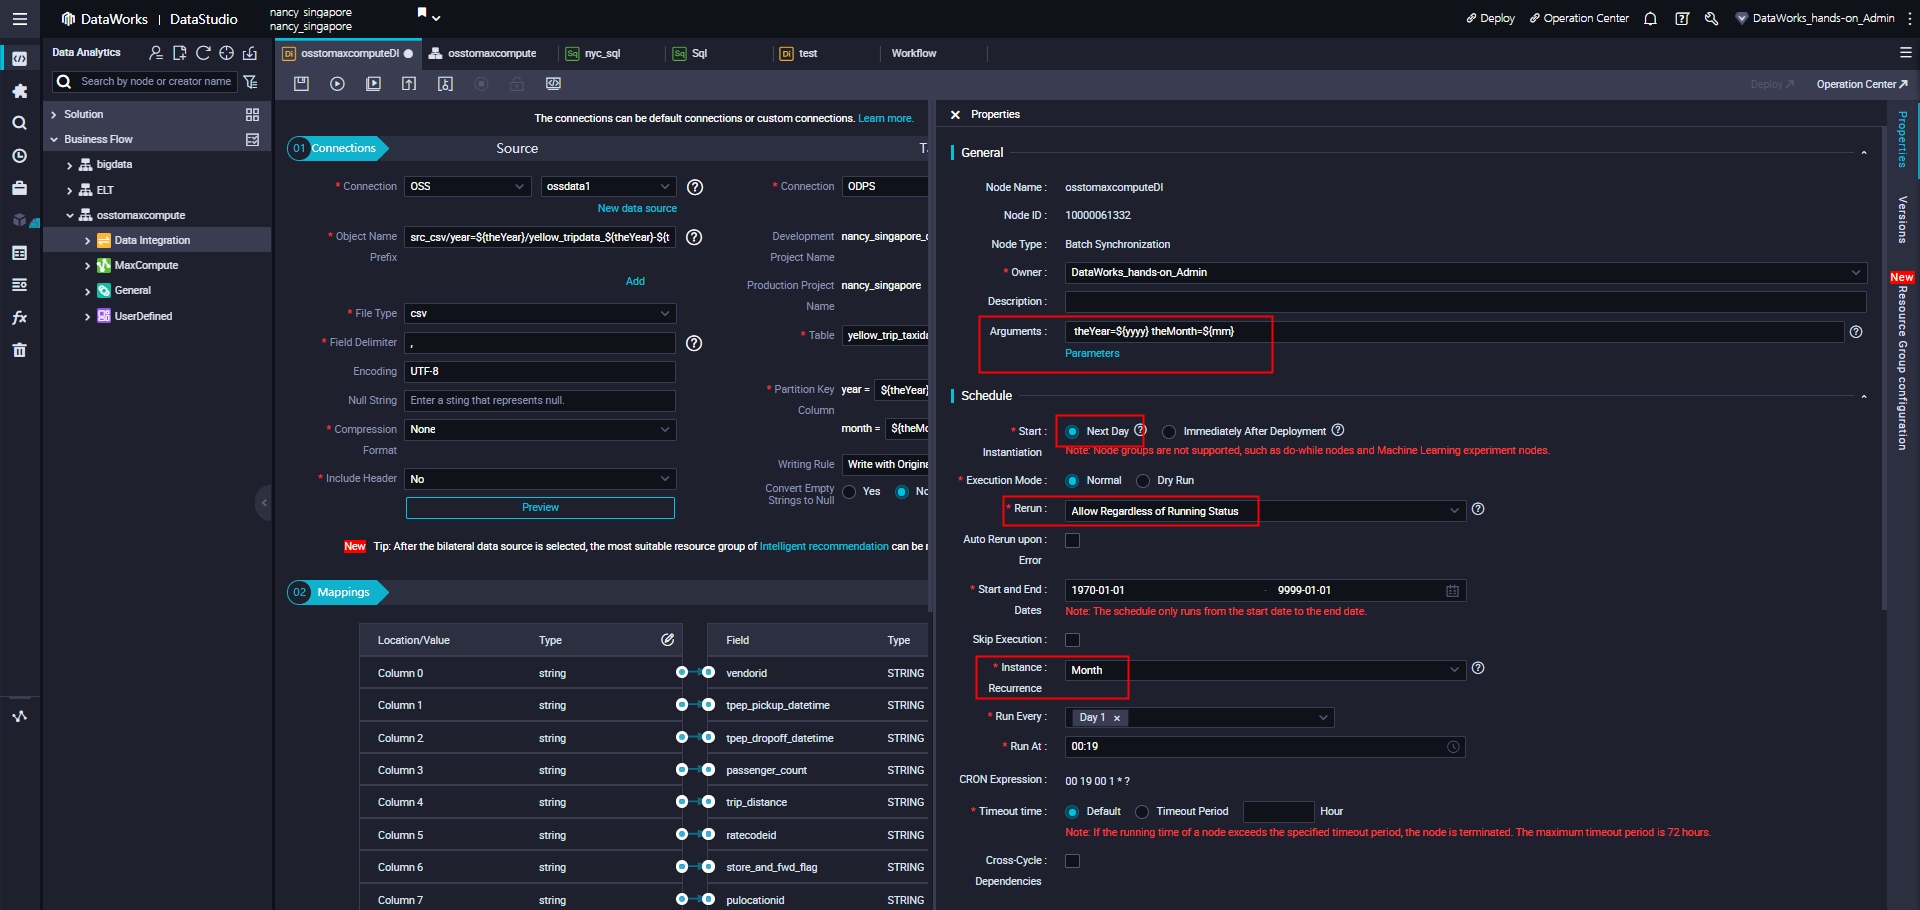 DataWorks | DataStudio
nancy_singapore
nancy_singapore
Deploy
Operation Center
DataWorks_hands-on_Admin
Data Analytics
Search by node or creator name
Solution
Business Flow
bigdata
ELT
osstomaxcompute
Data Integration
MaxCompute
General
UserDefined
Di osstomaxcomputeDI
osstomaxcompute
Sq nyc_sql
Sq Sql
Di test
Workflow
Deploy
Operation Center
The connections can be default connections or custom connections. Learn more.
01 Connections
Source
* Connection
OSS
ossdata1
* Connection
ODPS
New data source
* Object Name
Prefix
src_csv/year=${theYear}/yellow_tripdata_${theYear}-${t
Development
Project Name
nancy_singapore_
Add
Production Project
Name
nancy_singapore
* File Type
csv
* Table
yellow_trip_taxida
* Field Delimiter
,
Encoding
UTF-8
* Partition Key
Column
year = ${theYear}
month = ${theMo
Null String
Enter a sting that represents null.
* Compression
Format
None
Writing Rule
Write with Origina
* Include Header
No
Convert Empty
Strings to Null
Yes
No
Preview
New Tip: After the bilateral data source is selected, the most suitable resource group of Intelligent recommendation can be
02 Mappings
Location/Value Type
Field Type
Column 0 string vendorid STRING
Column 1 string tpep_pickup_datetime STRING
Column 2 string tpep_dropoff_datetime STRING
Column 3 string passenger_count STRING
Column 4 string trip_distance STRING
Column 5 string ratecodeid STRING
Column 6 string store_and_fwd_flag STRING
Column 7 string pulocationid STRING
Properties
General
Node Name : osstomaxcomputeDI
Node ID : 10000061332
Node Type : Batch Synchronization
* Owner : DataWorks_hands-on_Admin
Description :
Arguments : theYear=${yyyy} theMonth=${mm}
Parameters
Schedule
* Start :
Instantiation
Next Day
Immediately After Deployment
Note: Node groups are not supported, such as do-while nodes and Machine Learning experiment nodes.
* Execution Mode : Normal Dry Run
* Rerun : Allow Regardless of Running Status
Auto Rerun upon :
Error
* Start and End :
Dates
1970-01-01 - 9999-01-01
Note: The schedule only runs from the start date to the end date.
Skip Execution :
* Instance :
Recurrence
Month
* Run Every : Day 1
* Run At : 00:19
CRON Expression : 00 19 00 1 * ?
* Timeout time : Default Timeout Period Hour
Note: If the running time of a node exceeds the specified timeout period, the node is terminated. The maximum timeout period is 72 hours.
Cross-Cycle :
Dependencies
Properties
Versions
New
Resource Group configuration